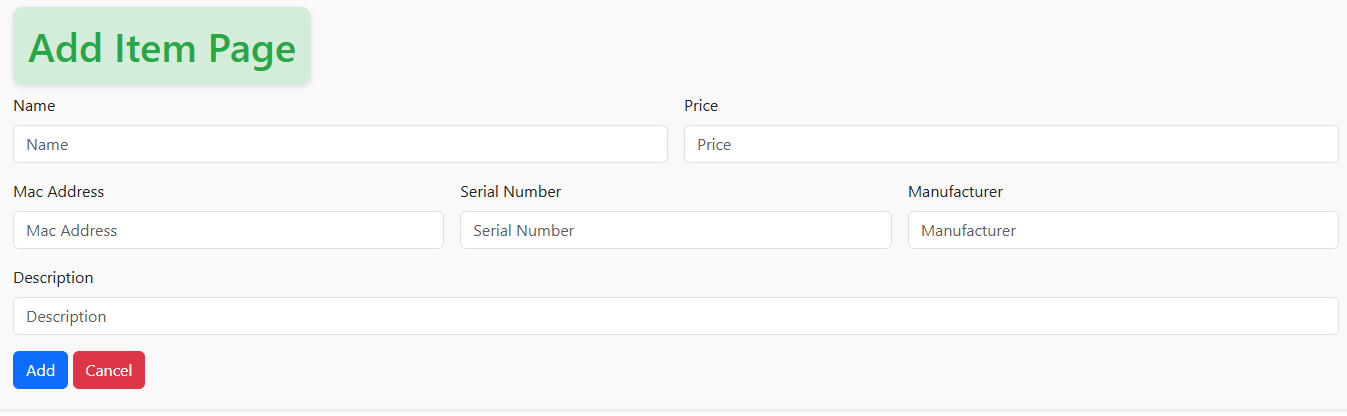 Add Item Page
Name Price
Name Price
Mac Address Serial Number Manufacturer
Mac Address Serial Number Manufacturer
Description
Description
Add Cancel